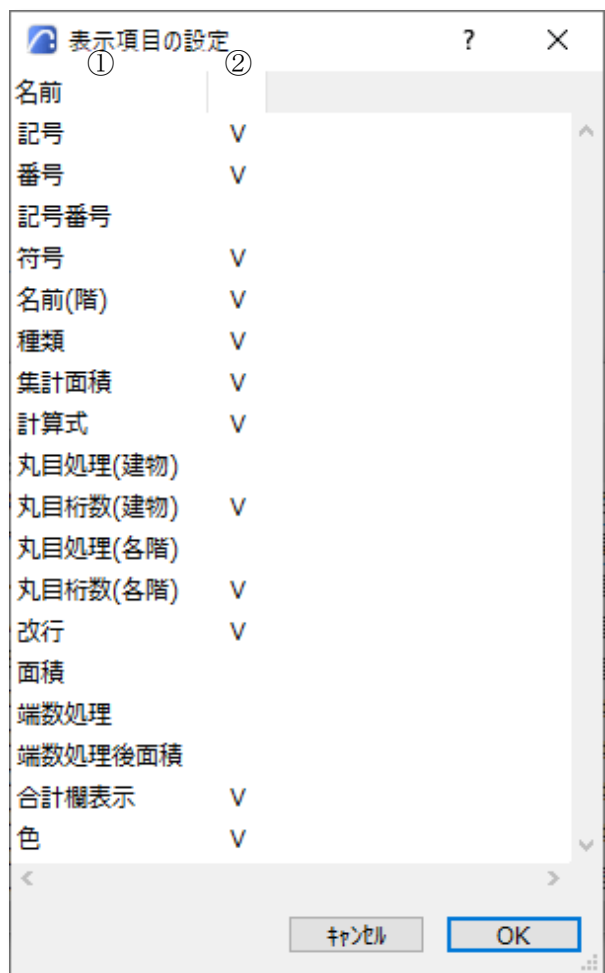 表示項目の設定 ?
① ②
名前
記号 V
番号 V
記号番号
符号 V
名前(階) V
種類 V
集計面積 V
計算式 V
丸目処理(建物)
丸目桁数(建物) V
丸目処理(各階)
丸目桁数(各階) V
改行 V
面積
端数処理
端数処理後面積
合計欄表示 V
色 V
ｷｬﾝｾﾙ OK